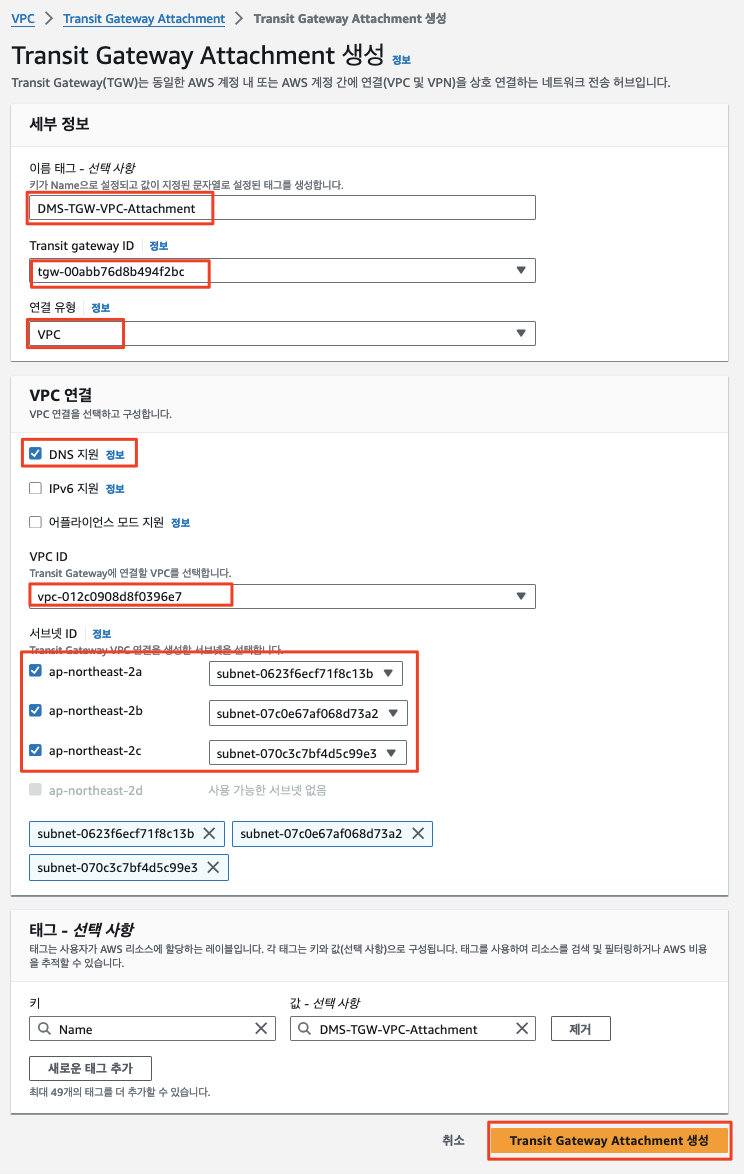 VPC > Transit Gateway Attachment > Transit Gateway Attachment 생성
Transit Gateway Attachment 생성 정보
Transit Gateway(TGW)는 동일한 AWS 계정 내 또는 AWS 계정 간에 연결(VPC 및 VPN)을 상호 연결하는 네트워크 전송 허브입니다.
세부 정보
이름 태그 - 선택 사항
키가 Name으로 설정되고 값이 지정된 문자열로 설정된 태그를 생성합니다.
DMS-TGW-VPC-Attachment
Transit gateway ID 정보
tgw-00abb76d8b494f2bc
연결 유형 정보
VPC
VPC 연결
VPC 연결을 선택하고 구성합니다.
DNS 지원 정보
IPv6 지원 정보
어플라이언스 모드 지원 정보
VPC ID
Transit Gateway에 연결할 VPC를 선택합니다.
vpc-012c0908d8f0396e7
서브넷 ID 정보
Transit Gateway VPC 연결을 생성할 서브넷을 선택합니다.
ap-northeast-2a subnet-0623f6ecf71f8c13b
ap-northeast-2b subnet-07c0e67af068d73a2
ap-northeast-2c subnet-070c3c7bf4d5c99e3
ap-northeast-2d 사용 가능한 서브넷 없음
subnet-0623f6ecf71f8c13b subnet-07c0e67af068d73a2
subnet-070c3c7bf4d5c99e3
태그 - 선택 사항
태그는 사용자가 AWS 리소스에 할당하는 레이블입니다. 각 태그는 키와 값(선택 사항)으로 구성됩니다. 태그를 사용하여 리소스를 검색 및 필터링하거나 AWS 비용
을 추적할 수 있습니다.
키 값 - 선택 사항
Name DMS-TGW-VPC-Attachment 제거
새로운 태그 추가
최대 49개의 태그를 더 추가할 수 있습니다.
취소 Transit Gateway Attachment 생성